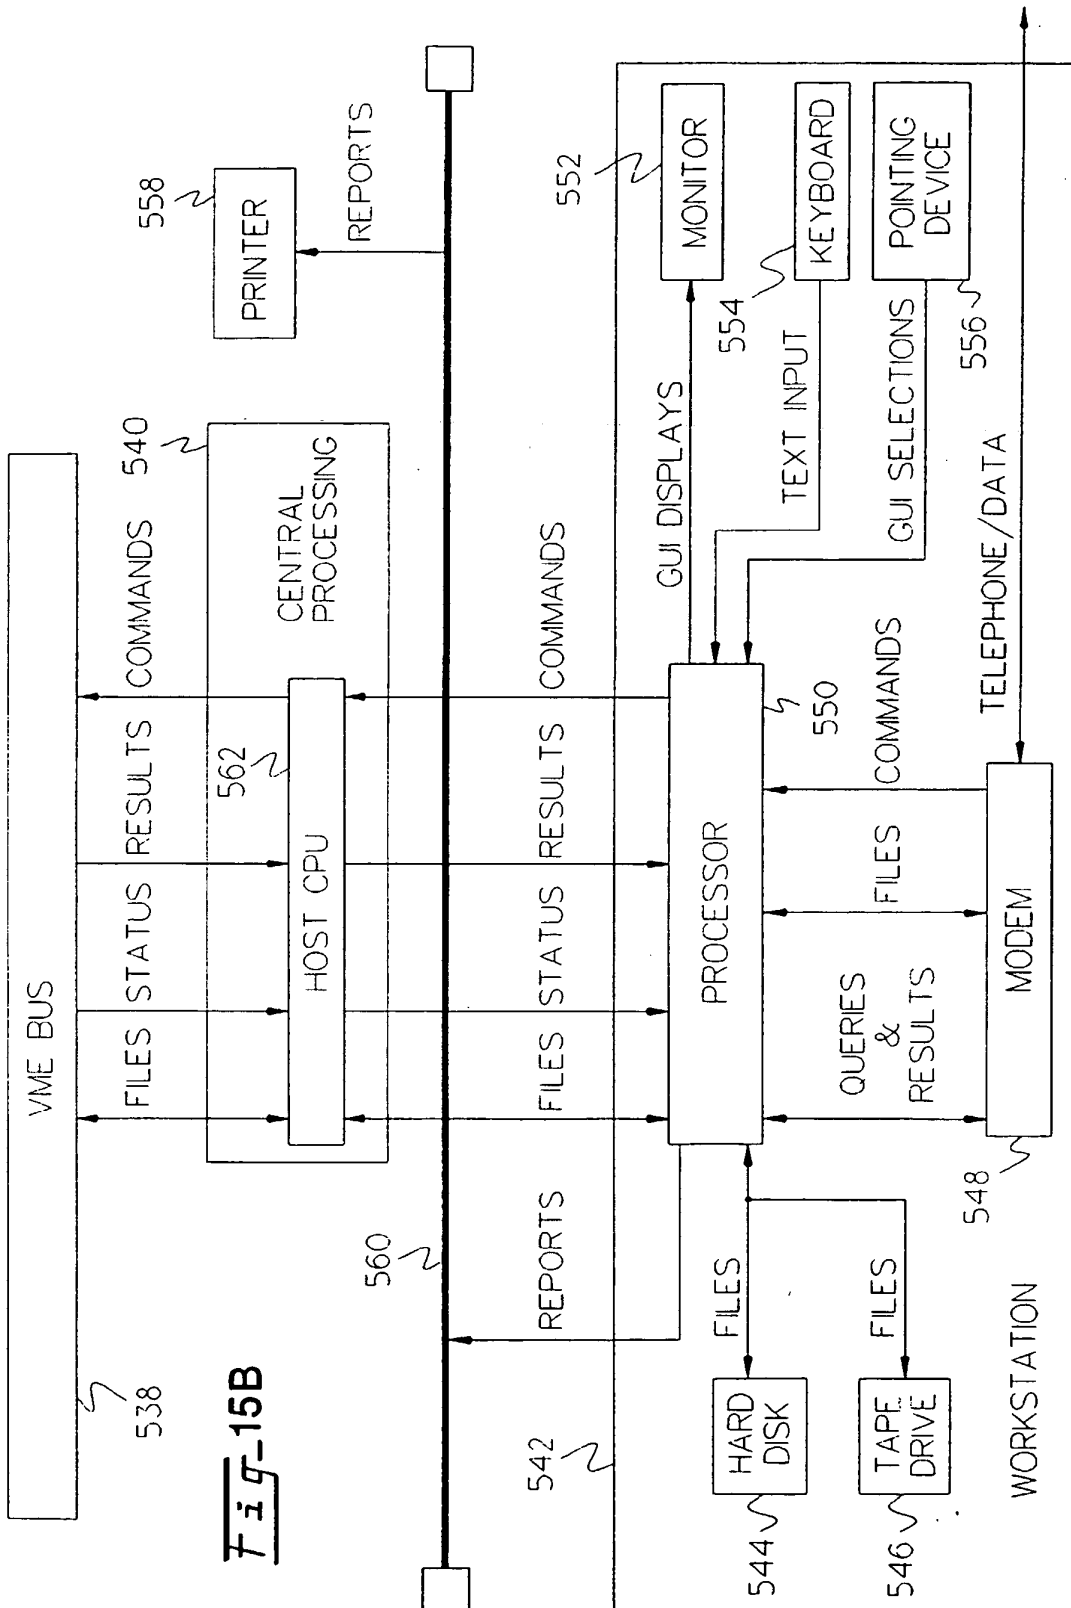 VME BUS
538
FILES
STATUS
RESULTS
COMMANDS
540
558
PRINTER
REPORTS
562
HOST CPU
CENTRAL
PROCESSING
Fig_15B
560
REPORTS
FILES
STATUS
RESULTS
COMMANDS
542
GUI DISPLAYS
552
MONITOR
554
KEYBOARD
TEXT INPUT
POINTING
DEVICE
GUI SELECTIONS
556
PROCESSOR
550
FILES
HARD
DISK
544
FILES
TAPE
DRIVE
546
QUERIES
&
RESULTS
FILES
COMMANDS
MODEM
548
TELEPHONE/DATA
WORKSTATION